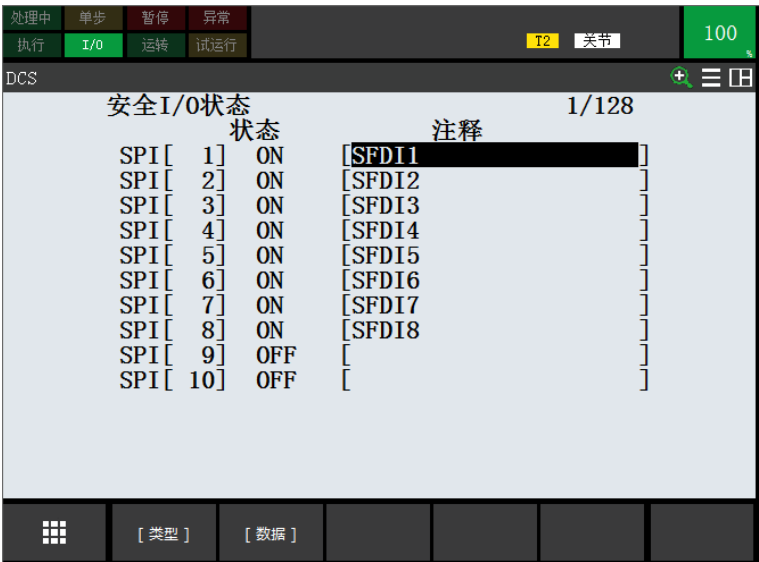 处理中 单步 暂停 异常
执行 I/O 运转 试运行 T2 关节 100 %
DCS
安全I/O状态 1/128
状态 注释
SPI[ 1] ON [SFDI1 ]
SPI[ 2] ON [SFDI2 ]
SPI[ 3] ON [SFDI3 ]
SPI[ 4] ON [SFDI4 ]
SPI[ 5] ON [SFDI5 ]
SPI[ 6] ON [SFDI6 ]
SPI[ 7] ON [SFDI7 ]
SPI[ 8] ON [SFDI8 ]
SPI[ 9] OFF [ ]
SPI[ 10] OFF [ ]
[ 类型 ] [ 数据 ]